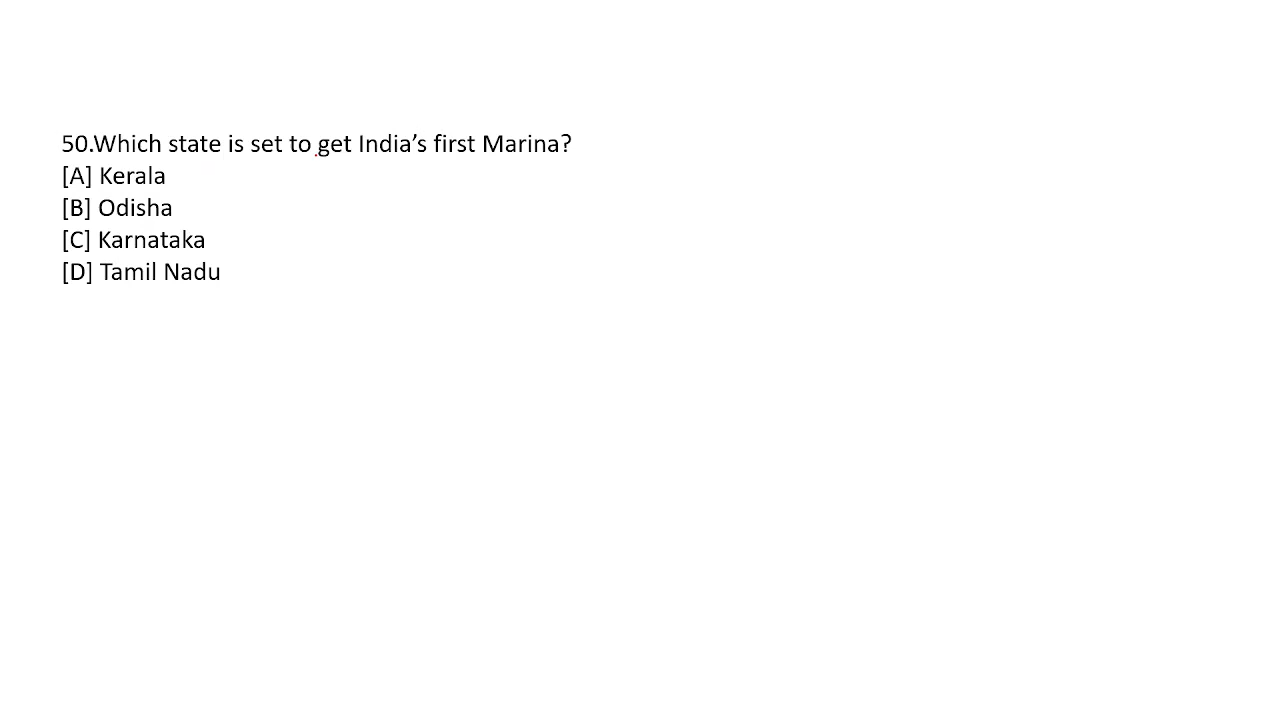 50.Which state is set to get India’s first Marina?
[A] Kerala
[B] Odisha
[C] Karnataka
[D] Tamil Nadu